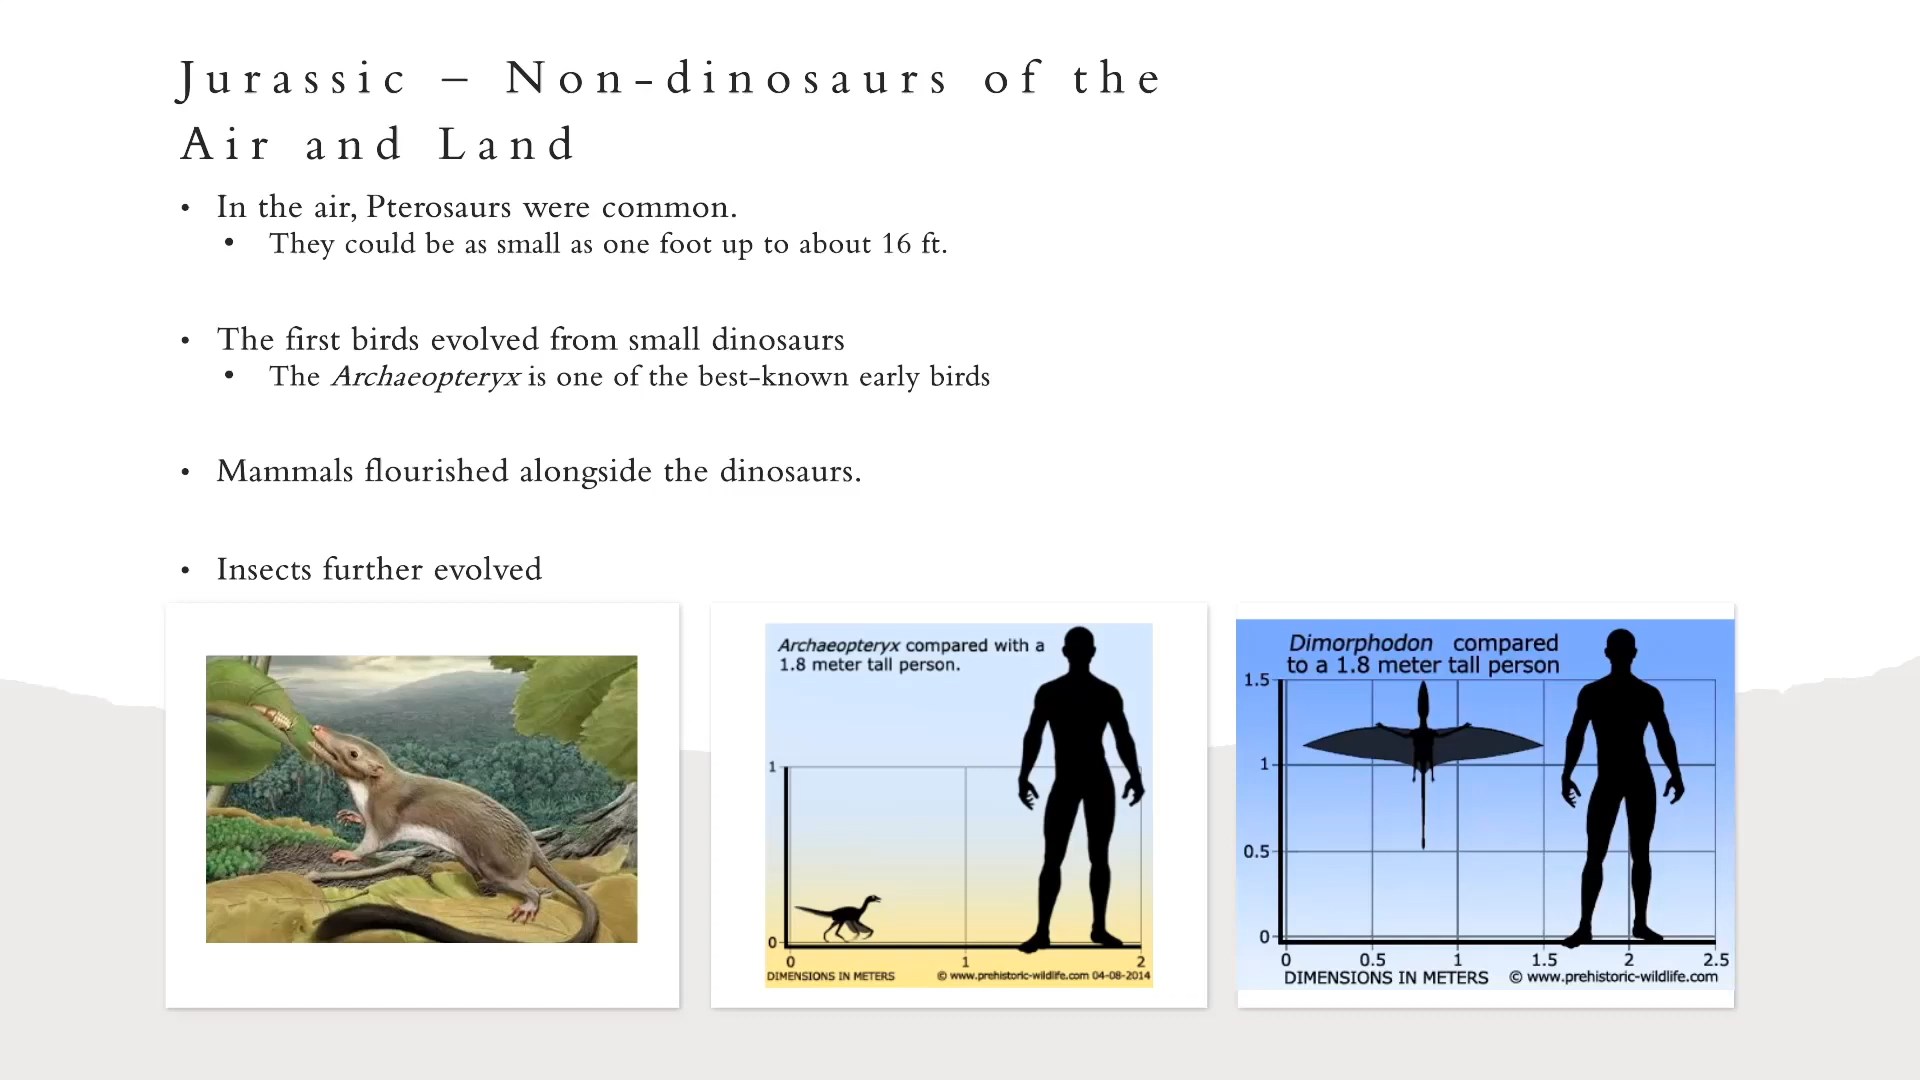 Jurassic – Non-dinosaurs of the
Air and Land
• In the air, Pterosaurs were common.
• They could be as small as one foot up to about 16 ft.
• The first birds evolved from small dinosaurs
• The Archaeopteryx is one of the best-known early birds
• Mammals flourished alongside the dinosaurs.
• Insects further evolved
Archaeopteryx compared with a
1.8 meter tall person.
1
0
0 1 2
DIMENSIONS IN METERS © www.prehistoric-wildlife.com 04-08-2014
Dimorphodon compared
to a 1.8 meter tall person
1.5
1
0.5
0
0 0.5 1 1.5 2 2.5
DIMENSIONS IN METERS © www.prehistoric-wildlife.com